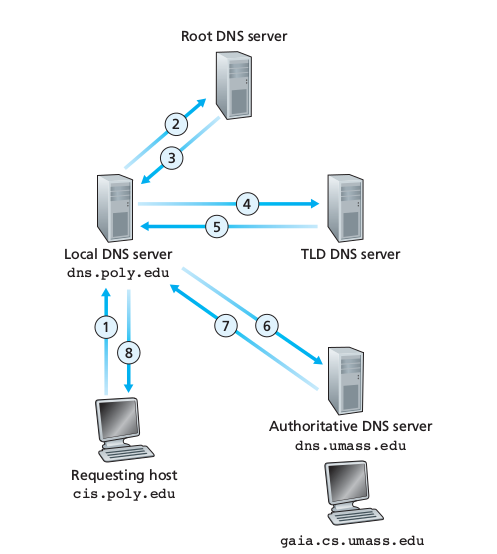 Root DNS server
2
3
4
5
Local DNS server
dns.poly.edu
TLD DNS server
1
8
7
6
Authoritative DNS server
dns.umass.edu
Requesting host
cis.poly.edu
gaia.cs.umass.edu